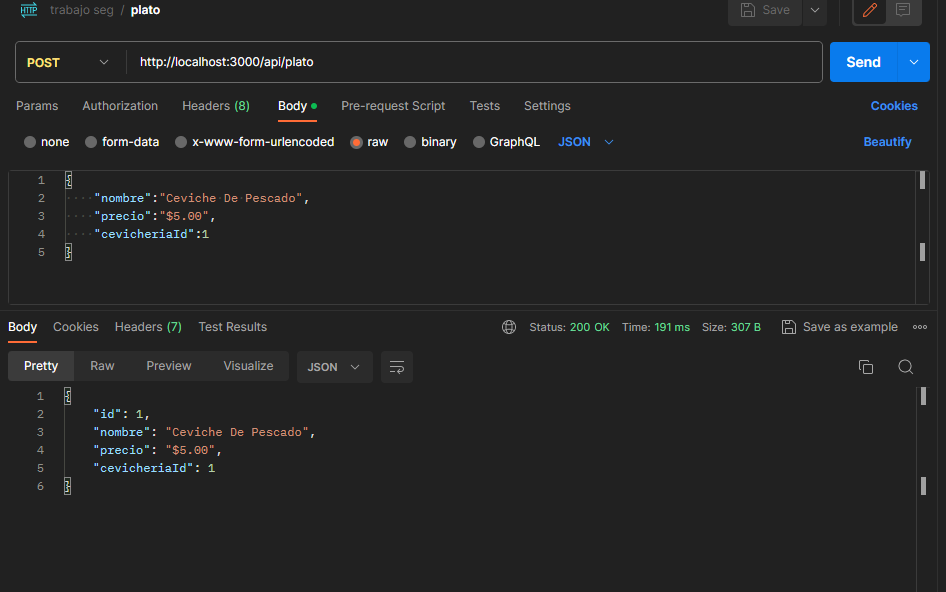 HTTP trabajo seg / plato Save
POST http://localhost:3000/api/plato Send
Params Authorization Headers (8) Body Pre-request Script Tests Settings Cookies
none form-data x-www-form-urlencoded raw binary GraphQL JSON Beautify
1 {
2 "nombre":"Ceviche De Pescado",
3 "precio":"$5.00",
4 "cevicheriaId":1
5 }
Body Cookies Headers (7) Test Results Status: 200 OK Time: 191 ms Size: 307 B Save as example
Pretty Raw Preview Visualize JSON
1 {
2 "id": 1,
3 "nombre": "Ceviche De Pescado",
4 "precio": "$5.00",
5 "cevicheriaId": 1
6 }